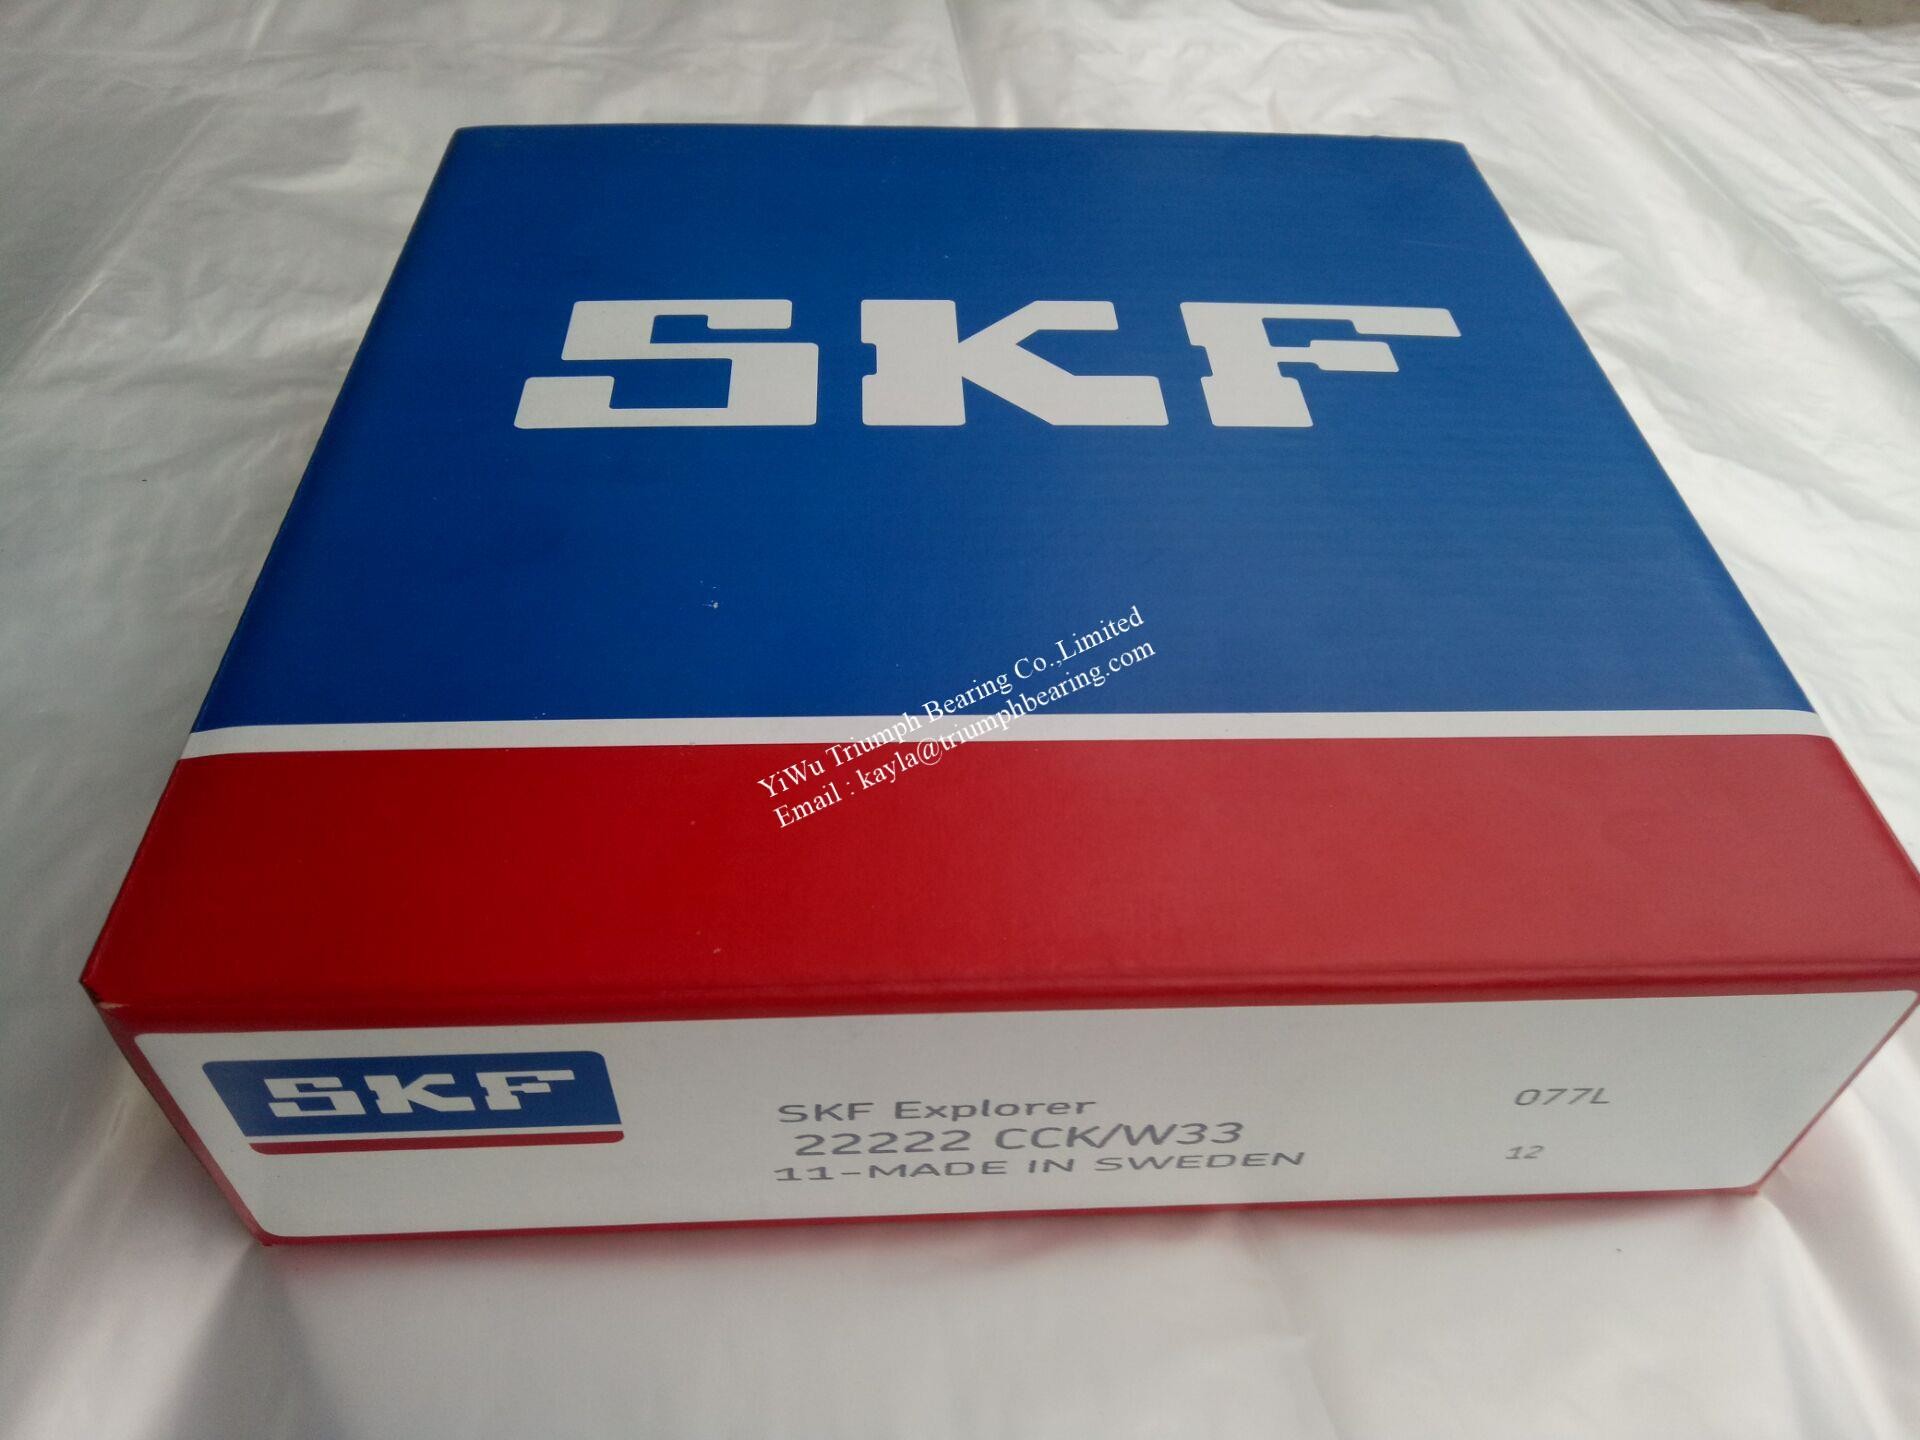 SKF
YiWu Triumph Bearing Co.,Limited
Email : kayla@triumphbearing.com
SKF
SKF Explorer
22222 CCK/W33
11-MADE IN SWEDEN
077L
12